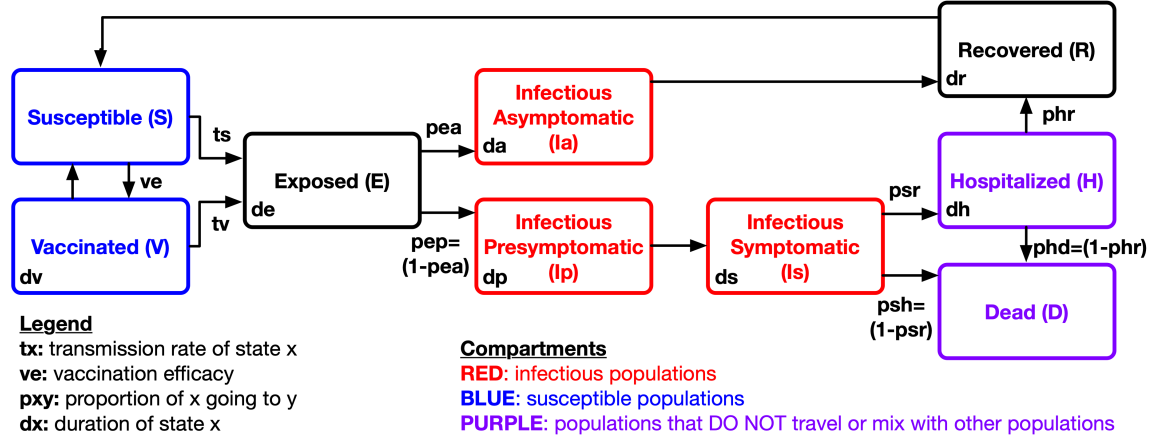 Recovered (R)
dr
Susceptible (S)
ts
Infectious
Asymptomatic
(Ia)
da
pea
phr
ve
Exposed (E)
de
Hospitalized (H)
dh
psr
Vaccinated (V)
dv
tv
pep=
(1-pea)
Infectious
Presymptomatic
(Ip)
dp
Infectious
Symptomatic
(Is)
ds
phd=(1-phr)
psh=
(1-psr)
Dead (D)
Legend
tx: transmission rate of state x
ve: vaccination efficacy
pxy: proportion of x going to y
dx: duration of state x
Compartments
RED: infectious populations
BLUE: susceptible populations
PURPLE: populations that DO NOT travel or mix with other populations